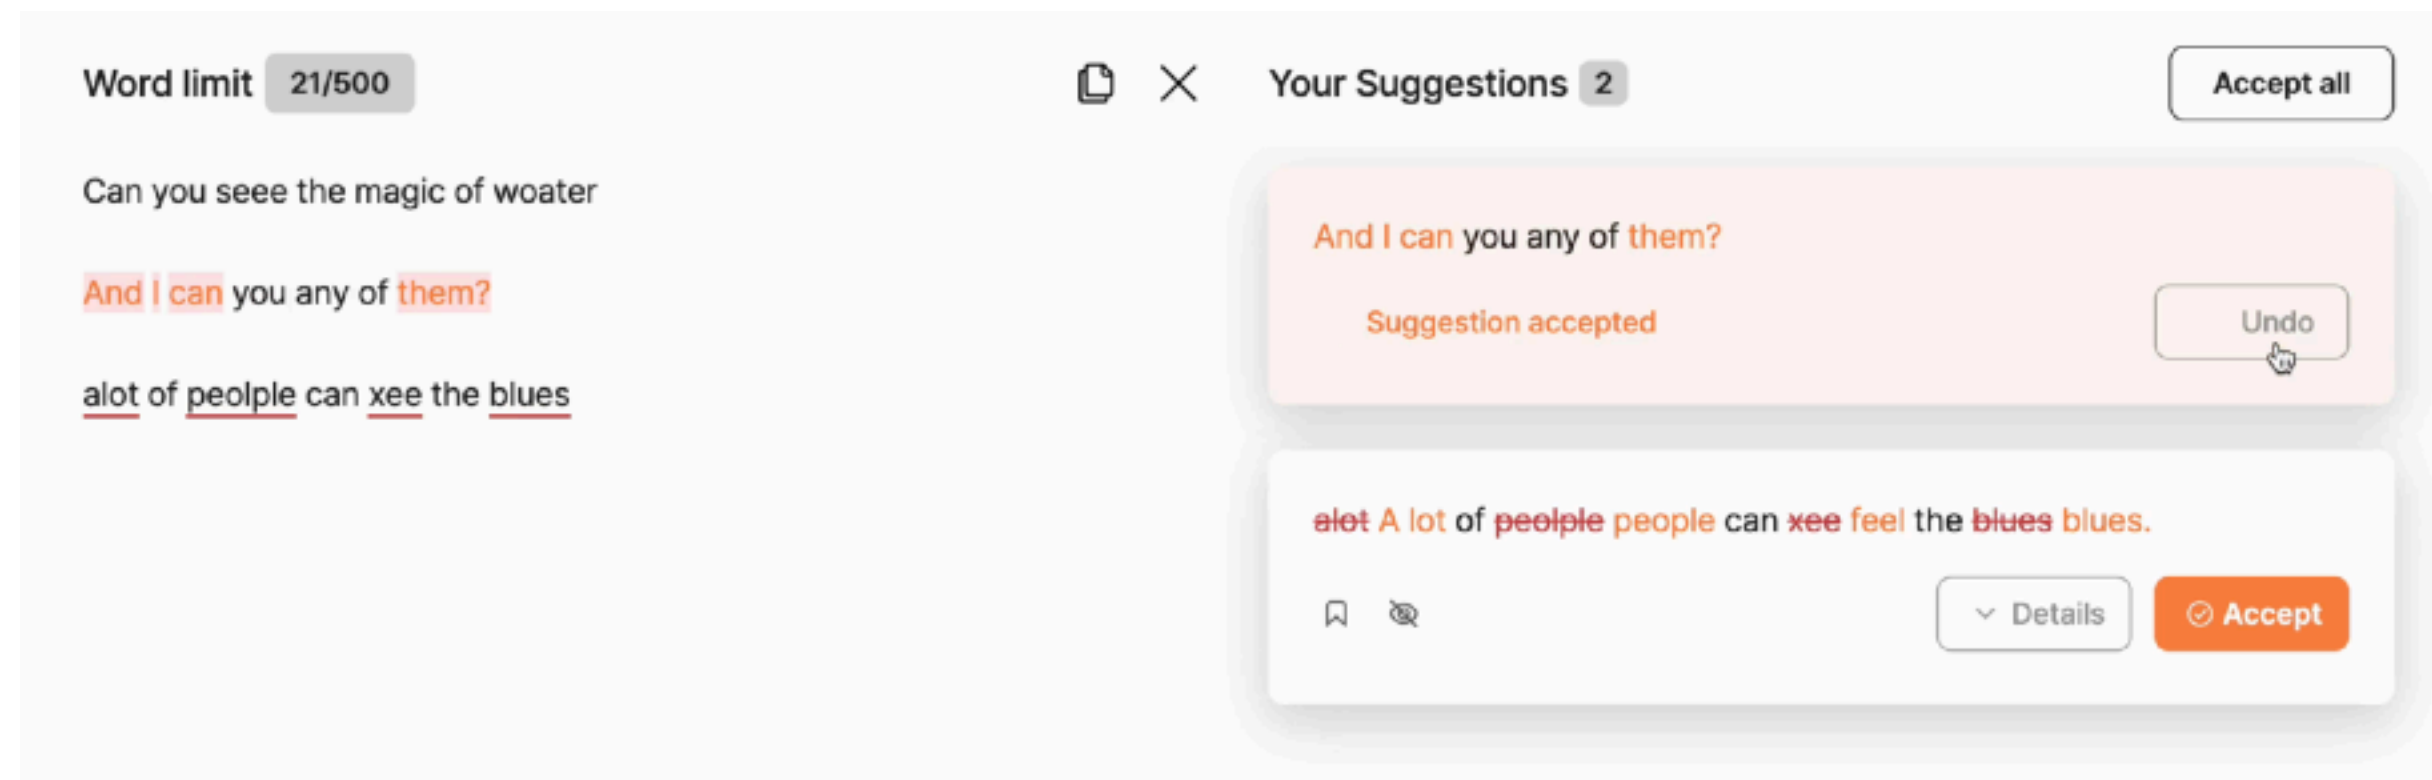 Word limit 21/500
Can you seee the magic of woater
And I can you any of them?
alot of peolple can xee the blues
Your Suggestions 2
Accept all
And I can you any of them?
Suggestion accepted
Undo
alot A lot of peolple people can xee feel the blues blues.
Details
Accept